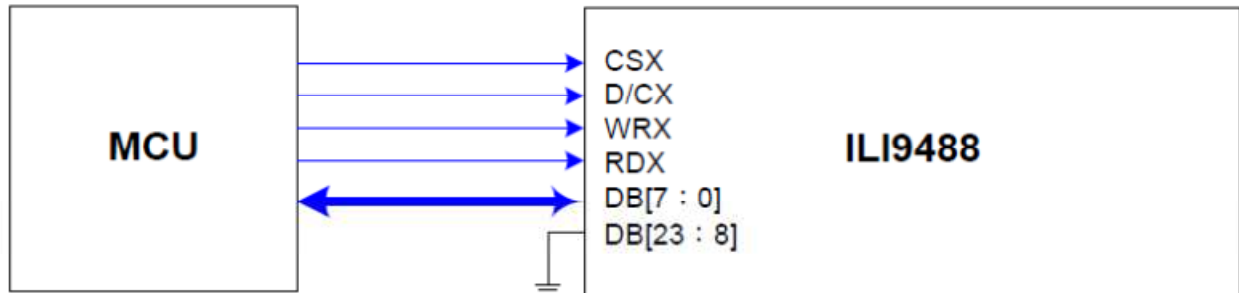 MCU
CSX
D/CX
WRX
RDX
DB[7：0]
DB[23：8]
ILI9488